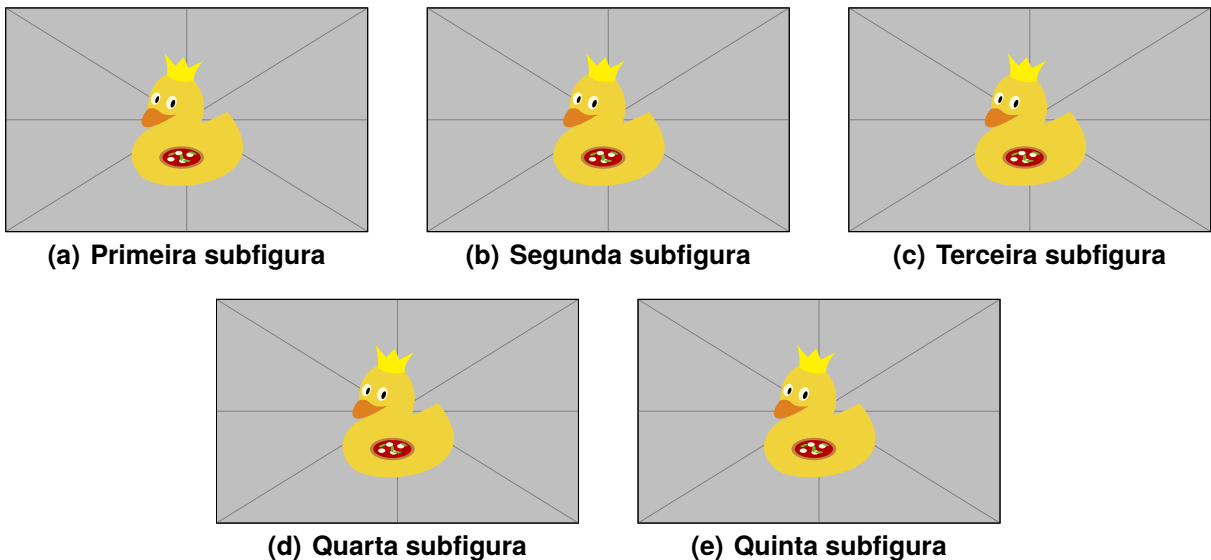 (a) Primeira subfigura
(b) Segunda subfigura
(c) Terceira subfigura
(d) Quarta subfigura
(e) Quinta subfigura